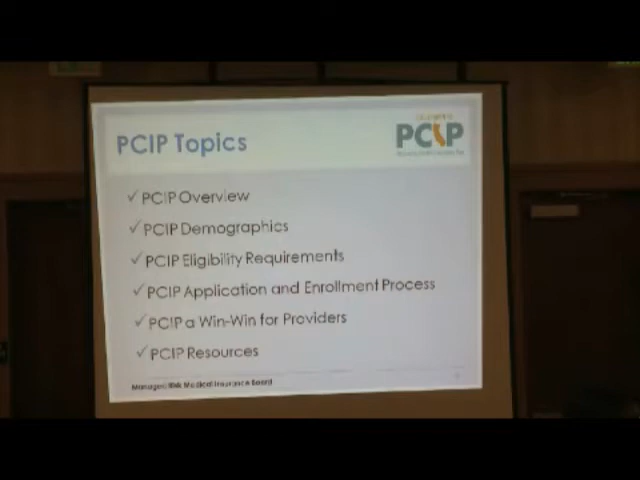 PCIP Topics
PCIP
✓ PCIP Overview
✓ PCIP Demographics
✓ PCIP Eligibility Requirements
✓ PCIP Application and Enrollment Process
✓ PCIP a Win-Win for Providers
✓ PCIP Resources
Managed Risk Medical Insurance Board